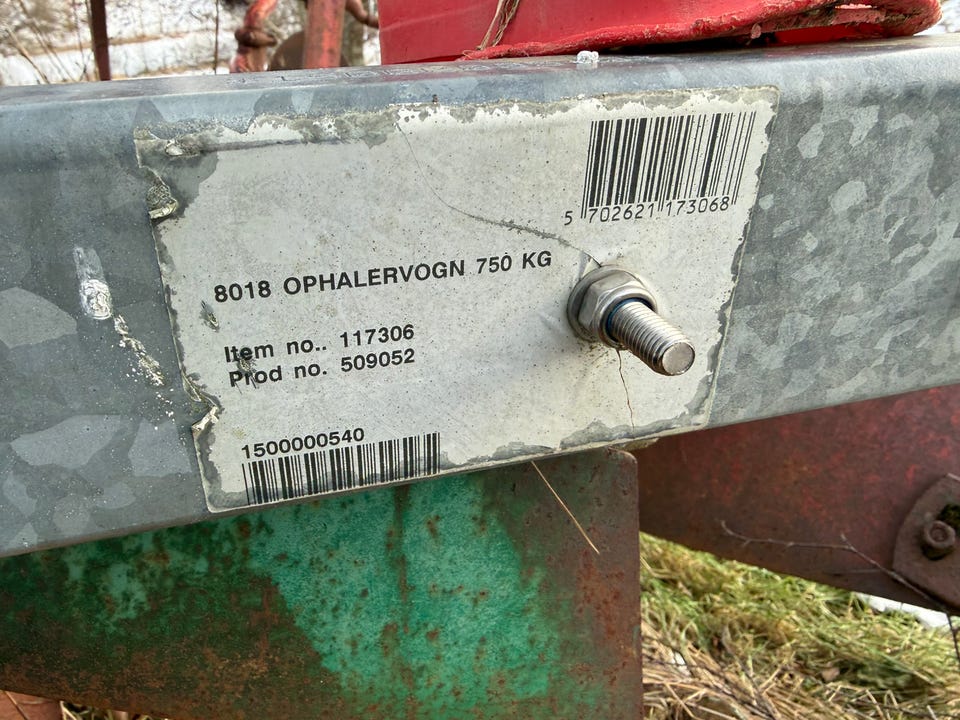 5 702621 173068
8018 OPHALERVOGN 750 KG
Item no.. 117306
Prod no. 509052
1500000540